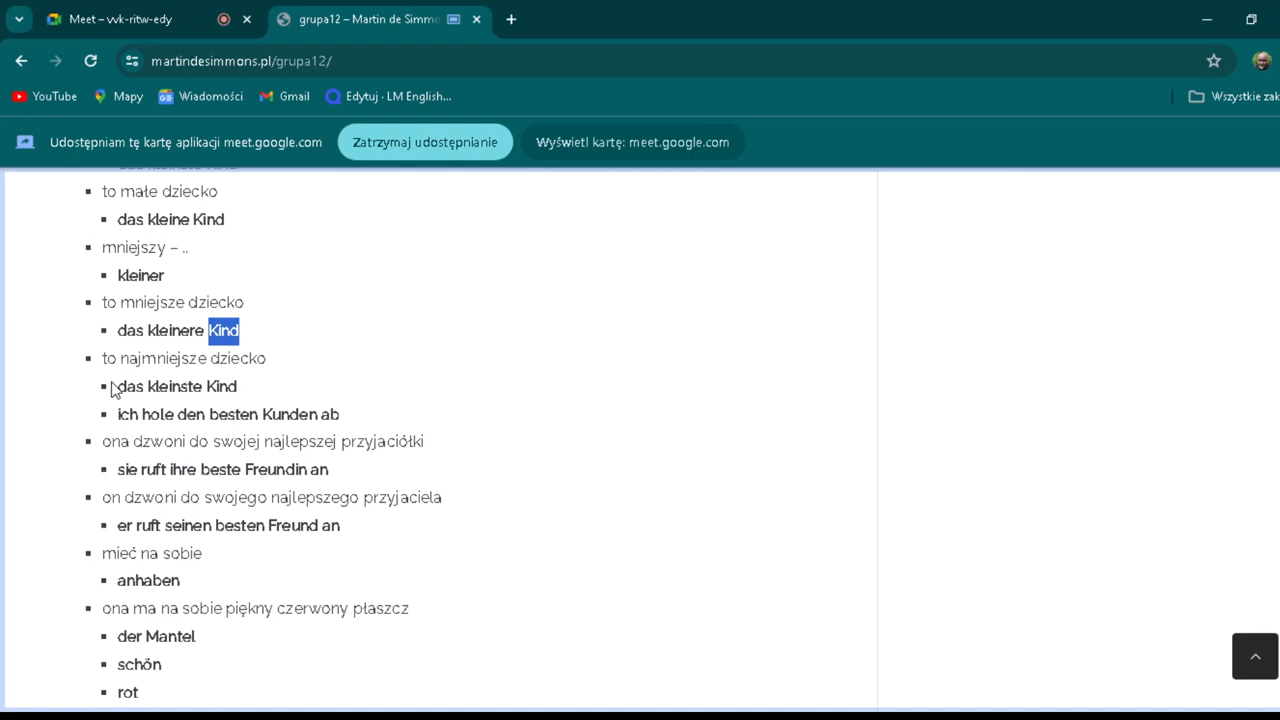 Meet – vvk-ritw-edy
grupa12 – Martin de Simmo
martindesimmons.pl/grupa12/
YouTube
Mapy
Wiadomości
Gmail
Edytuj · LM English...
Wszystkie zak
Udostępniam tę kartę aplikacji meet.google.com
Zatrzymaj udostępnianie
Wyświetl kartę: meet.google.com
to małe dziecko
das kleine Kind
mniejszy – ..
kleiner
to mniejsze dziecko
das kleinere Kind
to najmniejsze dziecko
das kleinste Kind
ich hole den besten Kunden ab
ona dzwoni do swojej najlepszej przyjaciółki
sie ruft ihre beste Freundin an
on dzwoni do swojego najlepszego przyjaciela
er ruft seinen besten Freund an
mieć na sobie
anhaben
ona ma na sobie piękny czerwony płaszcz
der Mantel
schön
rot